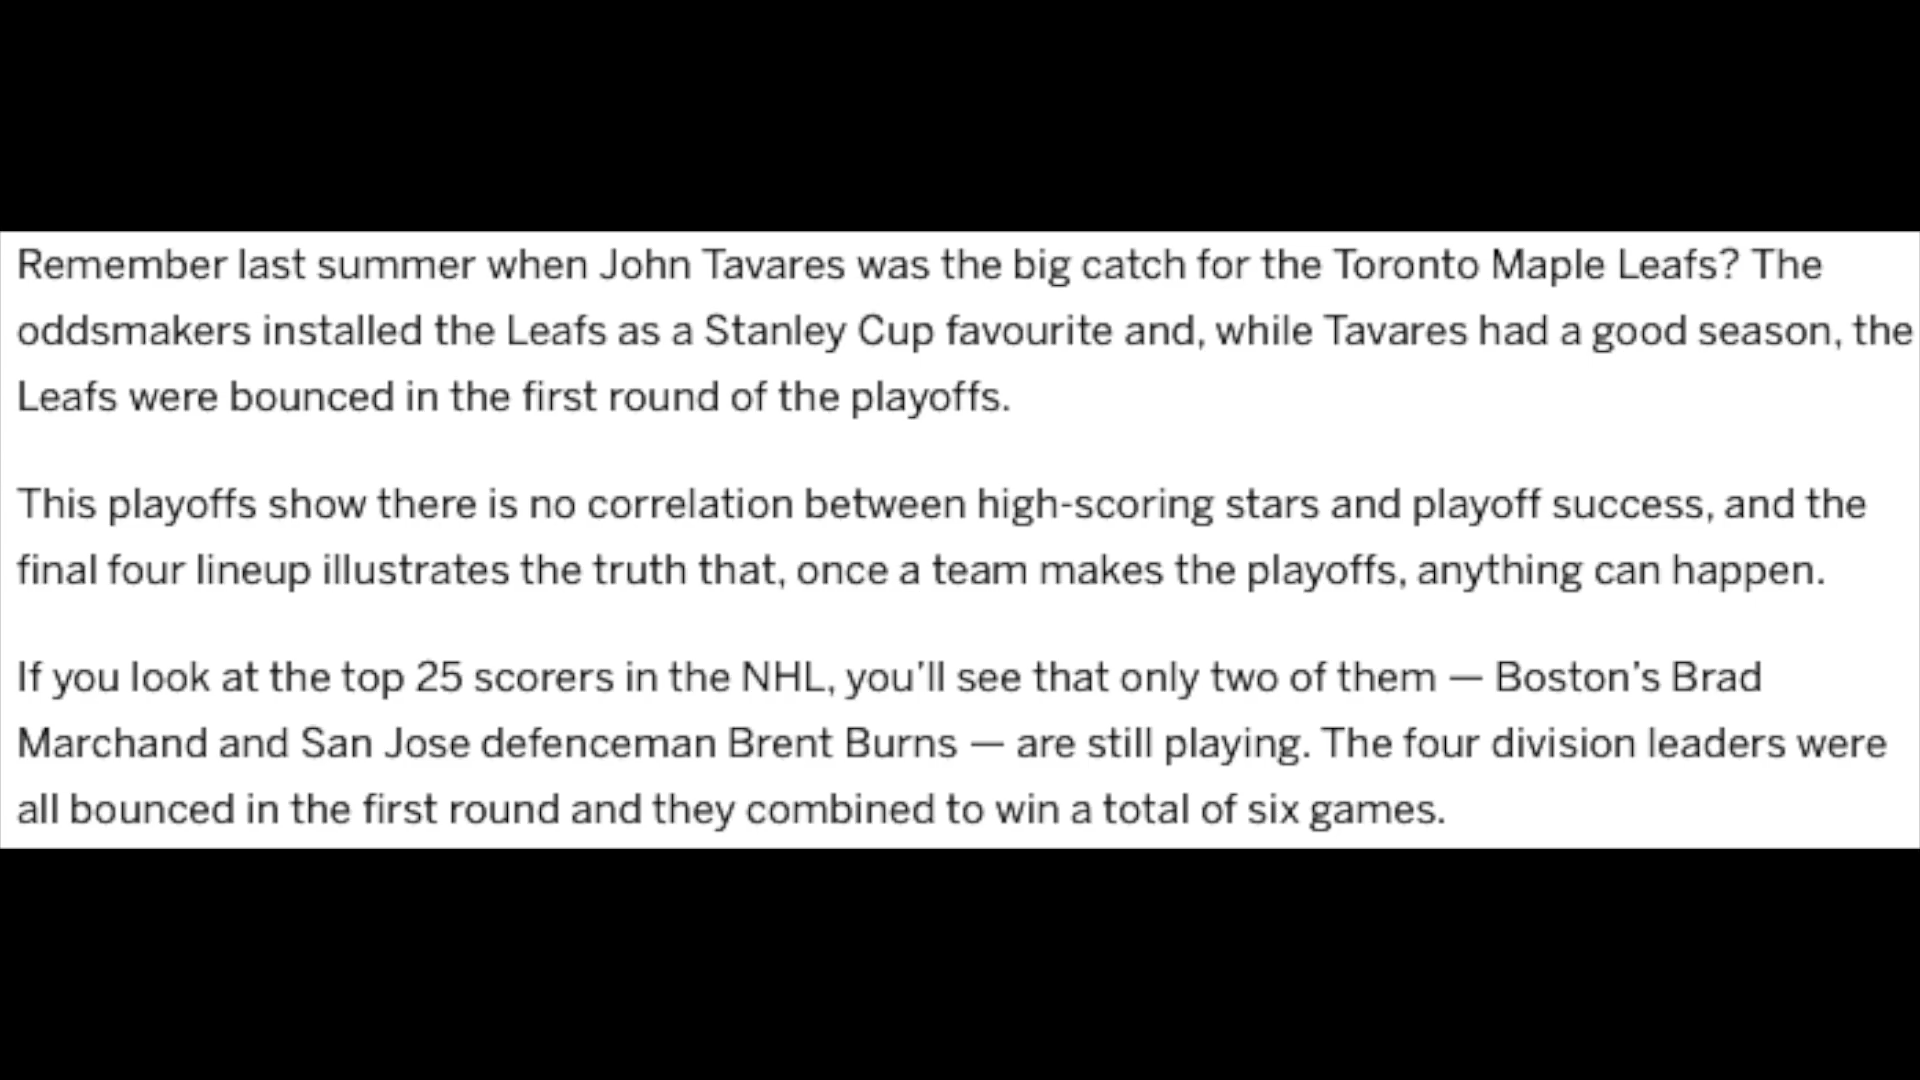 Remember last summer when John Tavares was the big catch for the Toronto Maple Leafs? The
oddsmakers installed the Leafs as a Stanley Cup favourite and, while Tavares had a good season, the
Leafs were bounced in the first round of the playoffs.
This playoffs show there is no correlation between high-scoring stars and playoff success, and the
final four lineup illustrates the truth that, once a team makes the playoffs, anything can happen.
If you look at the top 25 scorers in the NHL, you’ll see that only two of them — Boston’s Brad
Marchand and San Jose defenceman Brent Burns — are still playing. The four division leaders were
all bounced in the first round and they combined to win a total of six games.